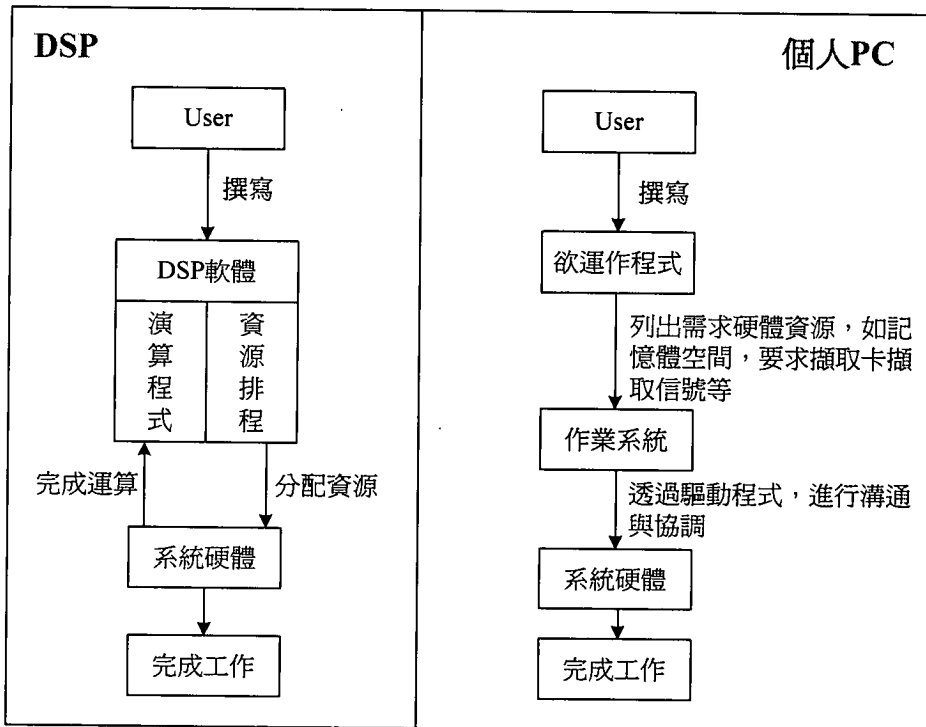 DSP
User
撰寫
DSP軟體
演算程式
資源排程
完成運算
分配資源
系統硬體
完成工作
個人PC
User
撰寫
欲運作程式
列出需求硬體資源，如記
憶體空間，要求擷取卡擷
取信號等
作業系統
透過驅動程式，進行溝通
與協調
系統硬體
完成工作